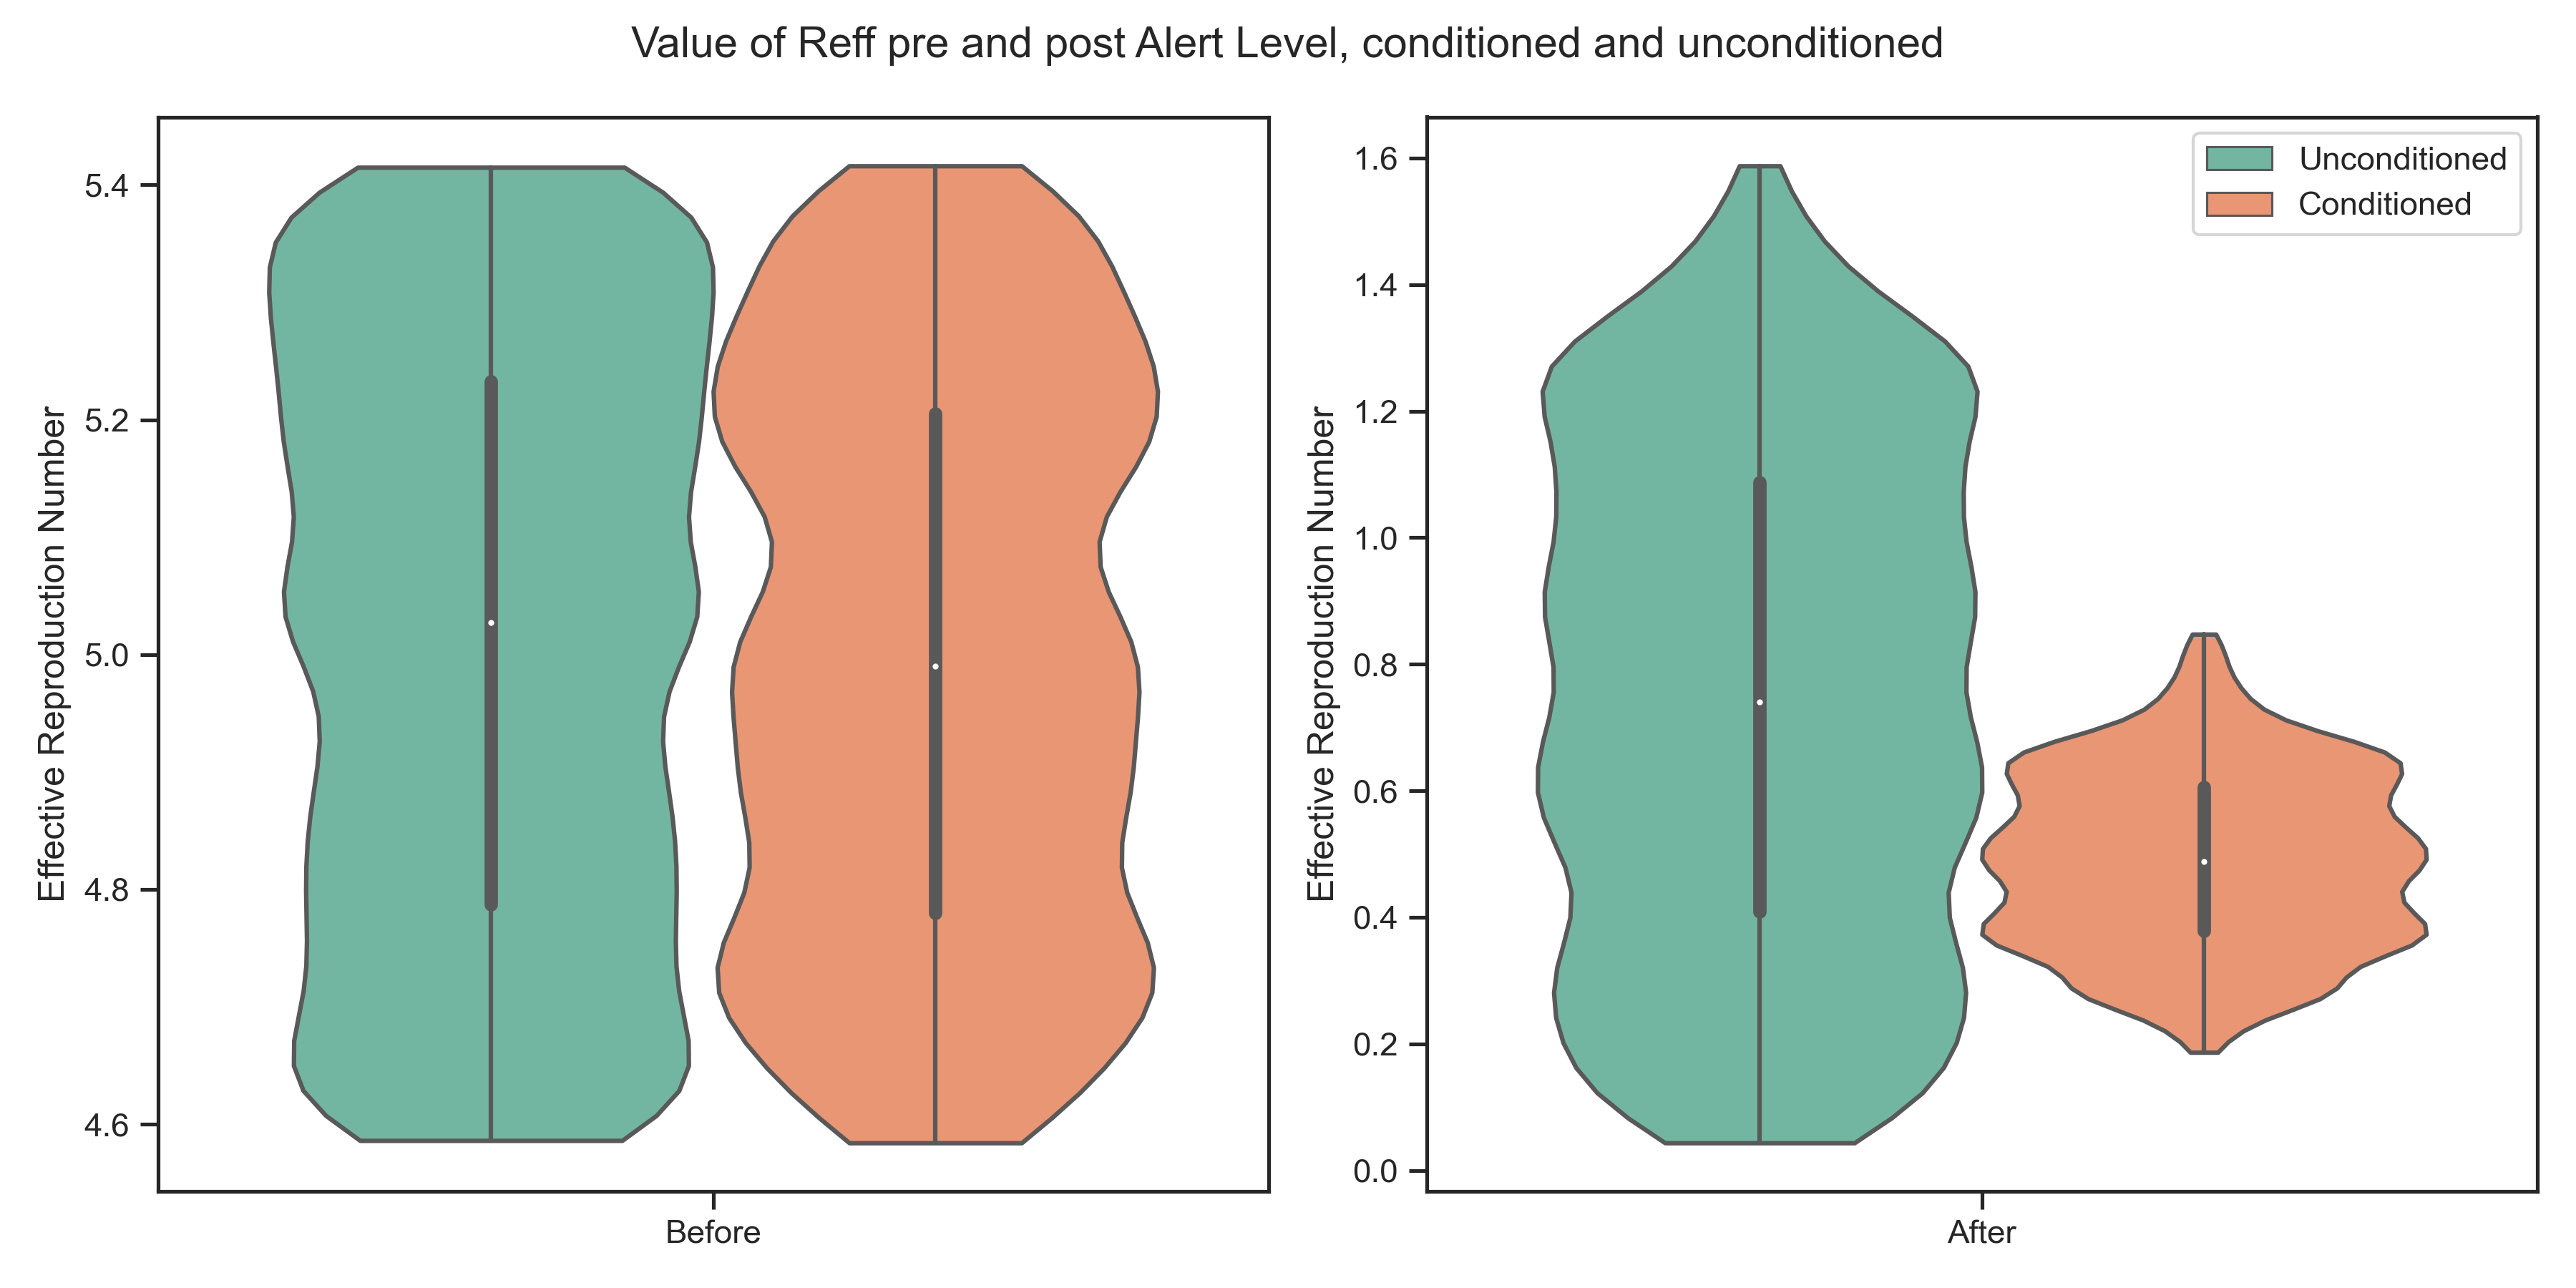 Value of Reff pre and post Alert Level, conditioned and unconditioned
Effective Reproduction Number
5.4
5.2
5.0
4.8
4.6
Before
Effective Reproduction Number
1.6
1.4
1.2
1.0
0.8
0.6
0.4
0.2
0.0
After
Unconditioned
Conditioned